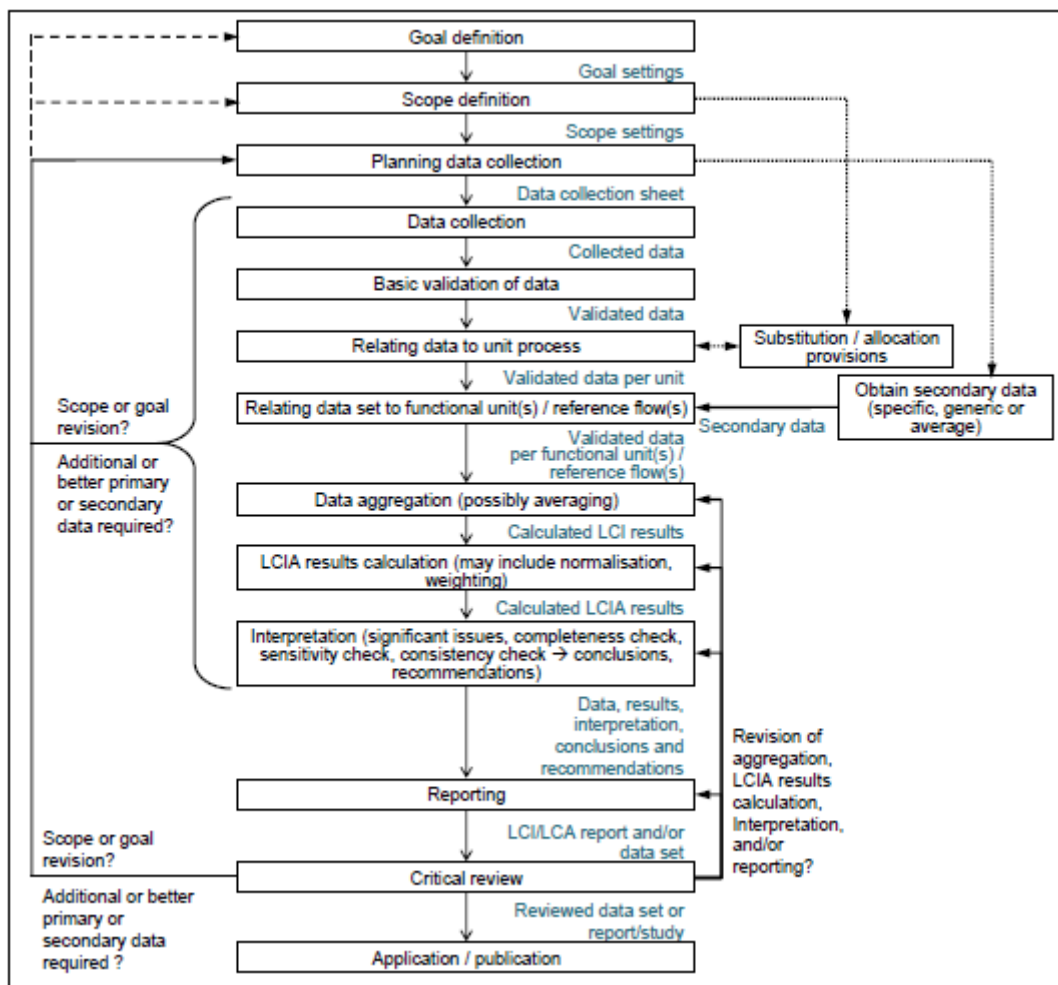 Goal definition
Goal settings
Scope definition
Scope settings
Planning data collection
Data collection sheet
Data collection
Collected data
Basic validation of data
Validated data
Relating data to unit process
Substitution / allocation
provisions
Validated data per unit
Obtain secondary data
(specific, generic or
average)
Relating data set to functional unit(s) / reference flow(s)
Secondary data
Scope or goal
revision?
Additional or
better primary
or secondary
data required?
Validated data
per functional unit(s) /
reference flow(s)
Data aggregation (possibly averaging)
Calculated LCI results
LCIA results calculation (may include normalisation,
weighting)
Calculated LCIA results
Interpretation (significant issues, completeness check,
sensitivity check, consistency check → conclusions,
recommendations)
Data, results,
interpretation,
conclusions and
recommendations
Revision of
aggregation,
LCIA results
calculation,
Interpretation,
and/or
reporting?
Reporting
LCI/LCA report and/or
data set
Scope or goal
revision?
Critical review
Additional or better
primary or
secondary data
required ?
Reviewed data set or
report/study
Application / publication